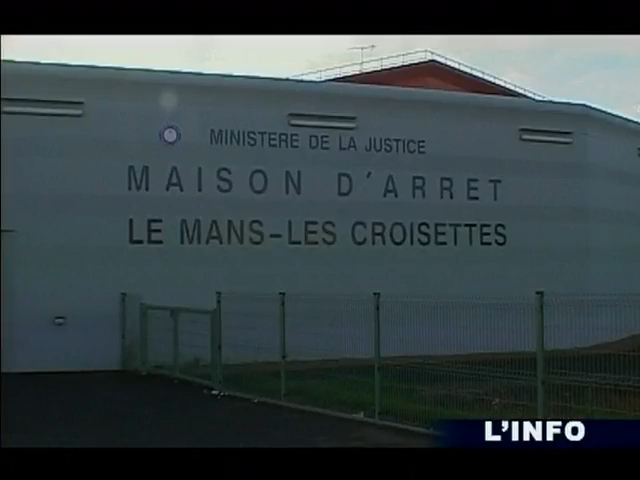 MINISTERE DE LA JUSTICE
MAISON D'ARRET
LE MANS-LES CROISETTES
L'INFO